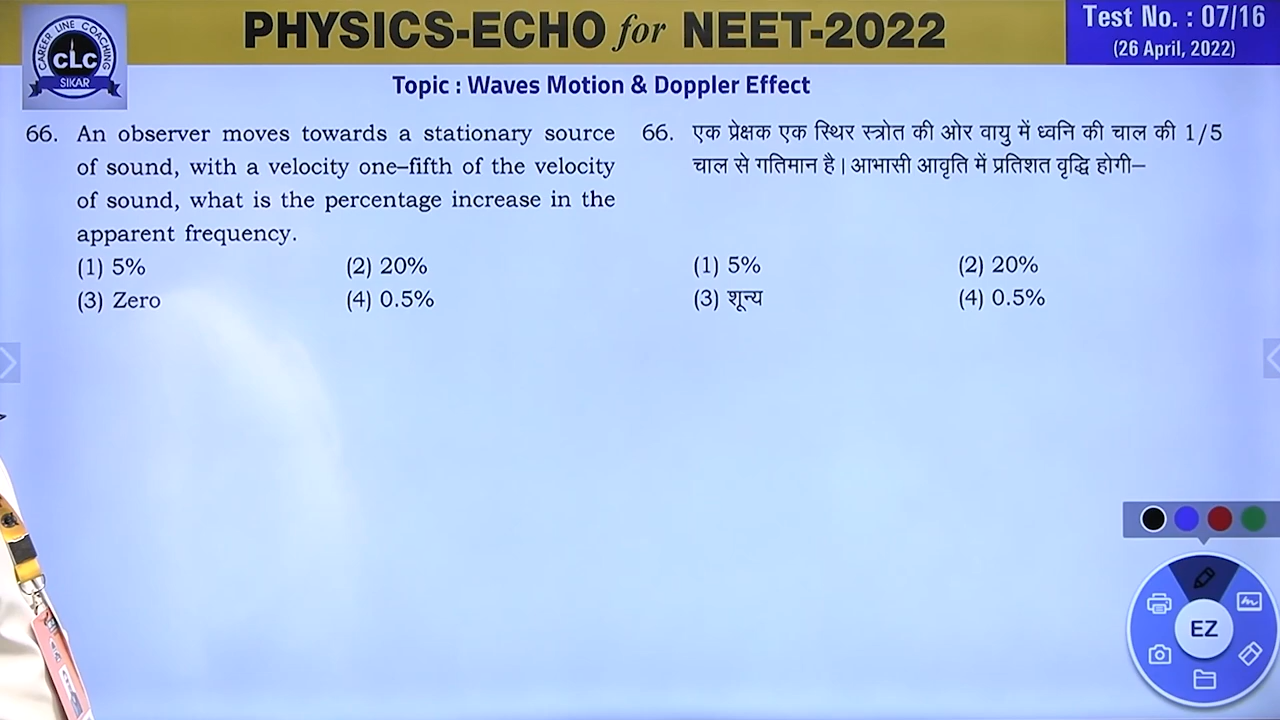 PHYSICS-ECHO for NEET-2022
Test No. : 07/16
(26 April, 2022)
CAREER LINE COACHING
CLC
SIKAR
Topic : Waves Motion & Doppler Effect
66. An observer moves towards a stationary source
of sound, with a velocity one–fifth of the velocity
of sound, what is the percentage increase in the
apparent frequency.
(1) 5% (2) 20%
(3) Zero (4) 0.5%
66. एक प्रेक्षक एक स्थिर स्त्रोत की ओर वायु में ध्वनि की चाल की 1/5
चाल से गतिमान है। आभासी आवृति में प्रतिशत वृद्धि होगी–
(1) 5% (2) 20%
(3) शून्य (4) 0.5%
EZ